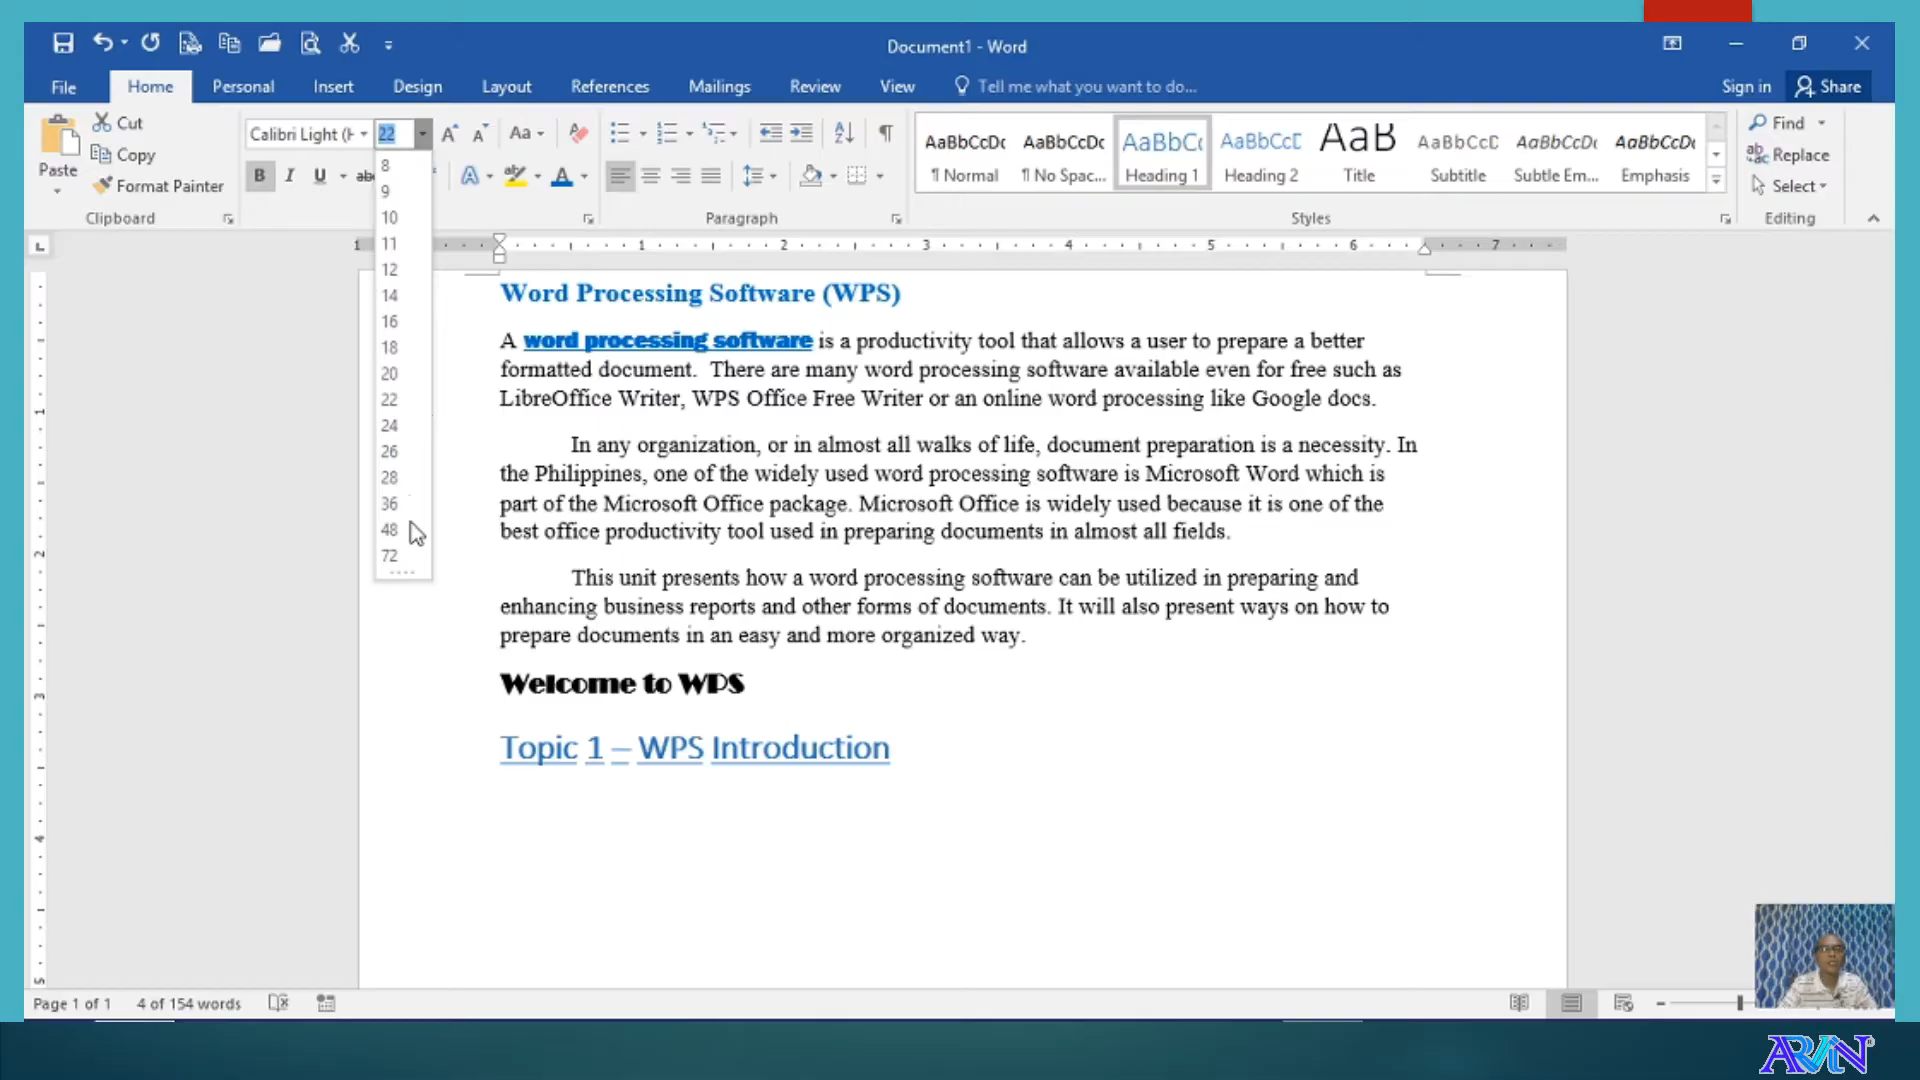 Document1 - Word
File Home Personal Insert Design Layout References Mailings Review View Tell me what you want to do... Sign in Share
Paste
Cut
Copy
Format Painter
Clipboard
Calibri Light (H 22
Aa
B I U
8
9
10
11
12
14
16
18
20
22
24
26
28
36
48
72
Paragraph
AaBbCcDc AaBbCcDc AaBbCc AaBbCcD AaB AaBbCcD AaBbCcDc AaBbCcDc
¶ Normal ¶ No Spac... Heading 1 Heading 2 Title Subtitle Subtle Em... Emphasis
Styles
Find
Replace
Select
Editing
1 1 2 3 4 5 6 7
Word Processing Software (WPS)
A word processing software is a productivity tool that allows a user to prepare a better
formatted document.  There are many word processing software available even for free such as
LibreOffice Writer, WPS Office Free Writer or an online word processing like Google docs.
In any organization, or in almost all walks of life, document preparation is a necessity. In
the Philippines, one of the widely used word processing software is Microsoft Word which is
part of the Microsoft Office package. Microsoft Office is widely used because it is one of the
best office productivity tool used in preparing documents in almost all fields.
This unit presents how a word processing software can be utilized in preparing and
enhancing business reports and other forms of documents. It will also present ways on how to
prepare documents in an easy and more organized way.
Welcome to WPS
Topic 1 – WPS Introduction
Page 1 of 1 4 of 154 words
ARVIN